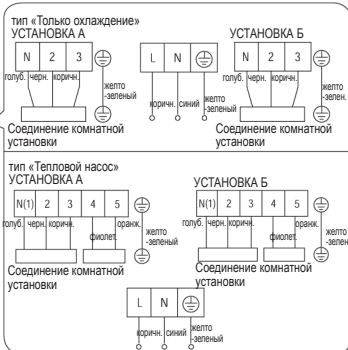 тип «Только охлаждение»
УСТАНОВКА А
УСТАНОВКА Б
N 2 3
L N
N 2 3
голуб. черн. коричн.
желто
-зеленый
коричн. синий
желто
-зеленый
голуб. черн. коричн.
желто
-зелен.
Соединение комнатной
установки
Соединение комнатной
установки
тип «Тепловой насос»
УСТАНОВКА А
УСТАНОВКА Б
N(1) 2 3 4 5
N(1) 2 3 4 5
голуб. черн. коричн.
фиолет.
оранж.
желто
-зеленый
голуб. черн. коричн.
фиолет.
оранж.
желто
-зеленый
Соединение комнатной
установки
Соединение комнатной
установки
L N
коричн. синий
желто
-зеленый